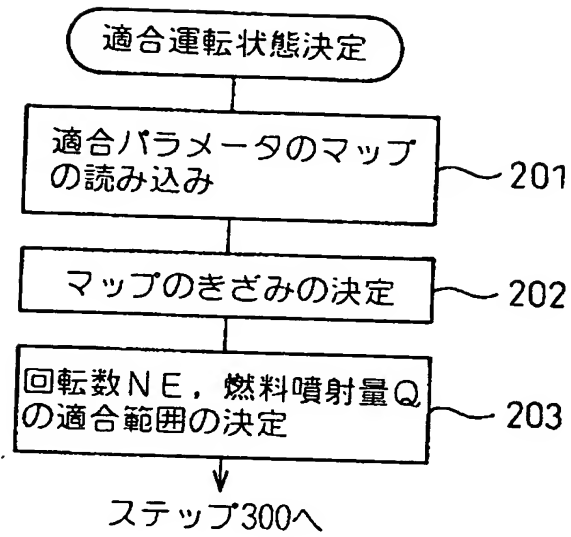 適合運転状態決定
適合パラメータのマップ
の読み込み
201
マップのきざみの決定
202
回転数NE,燃料噴射量Q
の適合範囲の決定
203
ステップ300へ